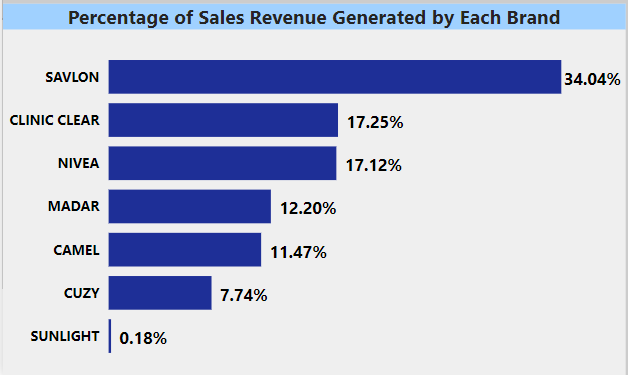 Percentage of Sales Revenue Generated by Each Brand
SAVLON 34.04%
CLINIC CLEAR 17.25%
NIVEA 17.12%
MADAR 12.20%
CAMEL 11.47%
CUZY 7.74%
SUNLIGHT 0.18%